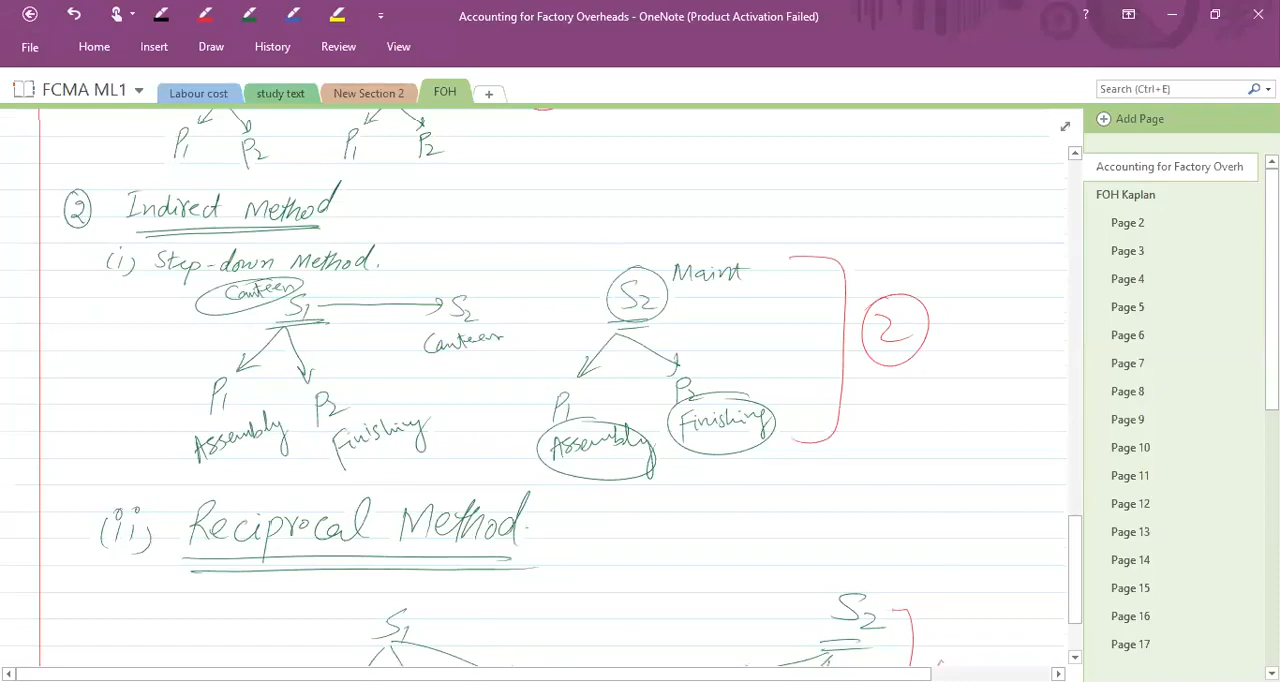 Accounting for Factory Overheads - OneNote (Product Activation Failed)
?
File Home Insert Draw History Review View
FCMA ML1 Labour cost study text New Section 2 FOH +
Search (Ctrl+E)
Add Page
Accounting for Factory Overh
FOH Kaplan
Page 2
Page 3
Page 4
Page 5
Page 6
Page 7
Page 8
Page 9
Page 10
Page 11
Page 12
Page 13
Page 14
Page 15
Page 16
Page 17
P1 P2 P1 P2
2 Indirect Method
(i) Step-down Method.
Canteen Maint
S1 S2 S2
Canteen 2
P1 P2 P1 P2
Assembly Finishing Assembly Finishing
(ii) Reciprocal Method.
S1 S2